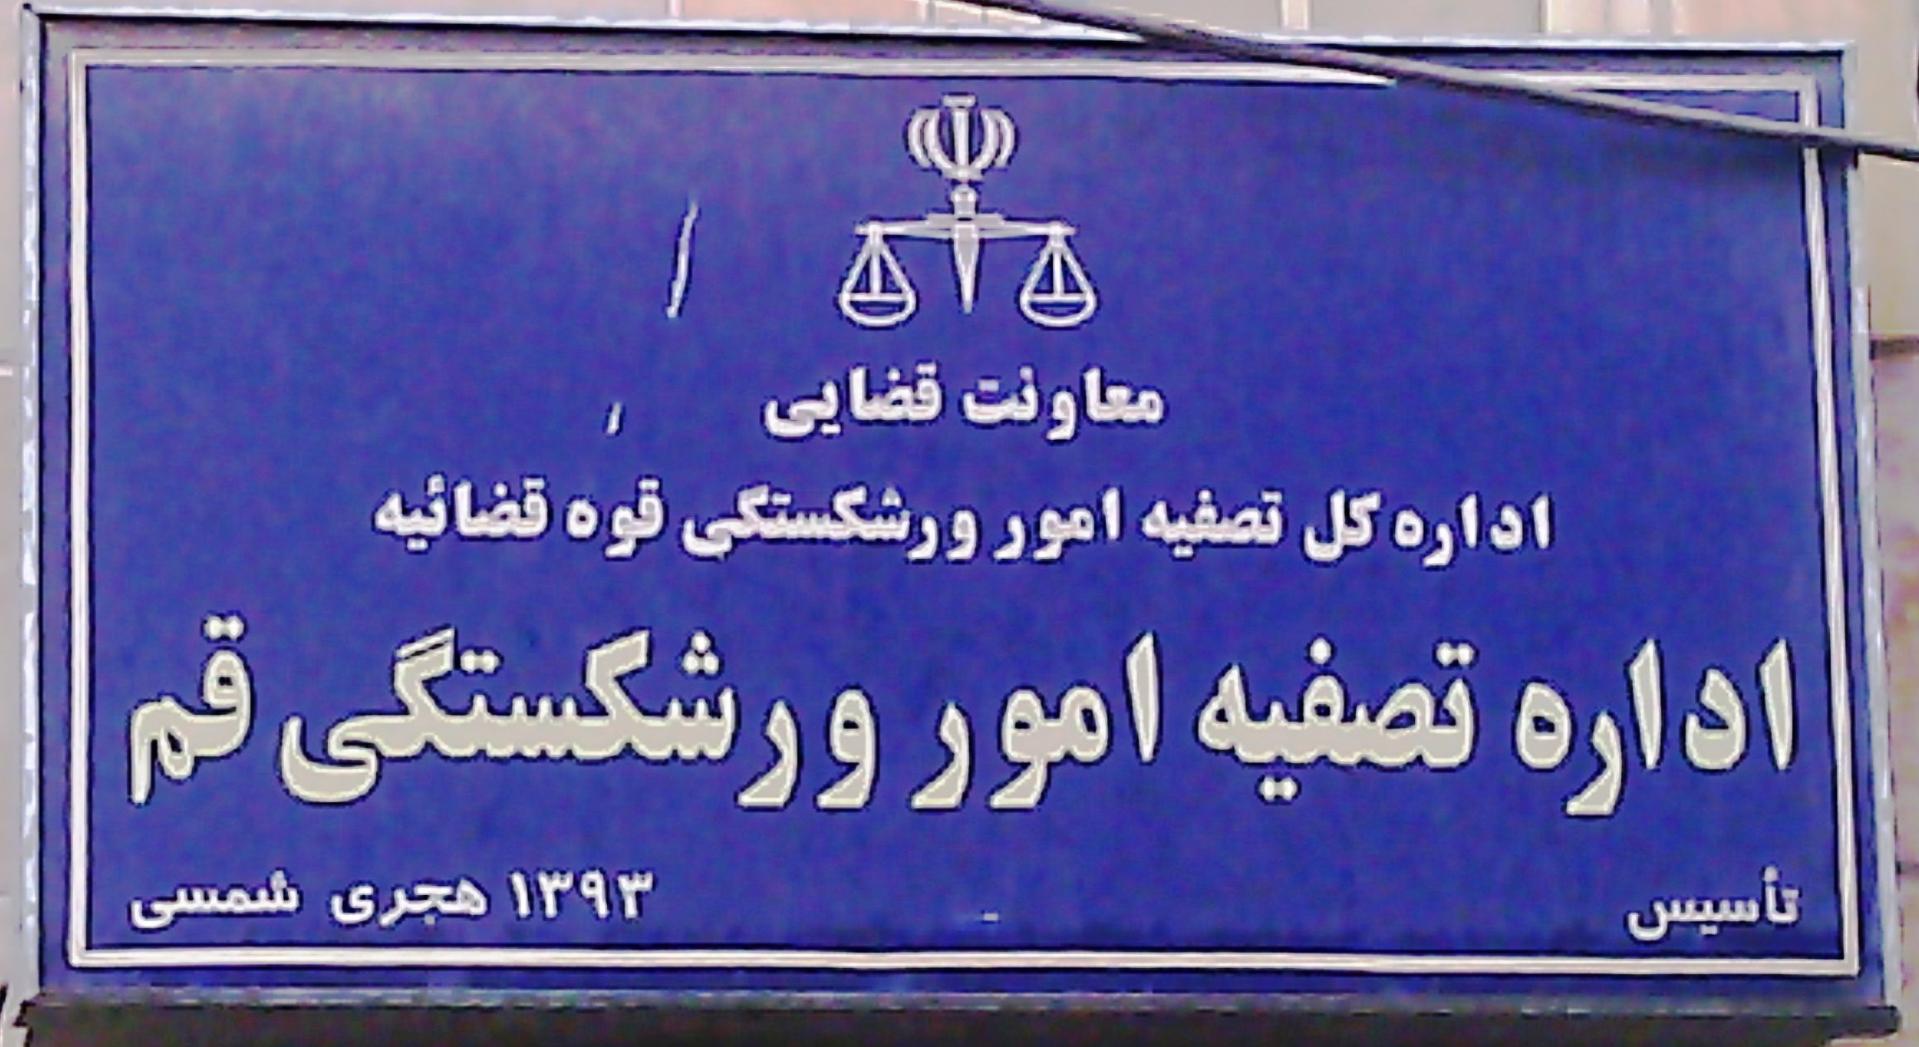 معاونت قضایی
اداره کل تصفیه امور ورشکستگی قوه قضائیه
اداره تصفیه امور ورشکستگی قم
تأسیس ۱۳۹۳ هجری شمسی